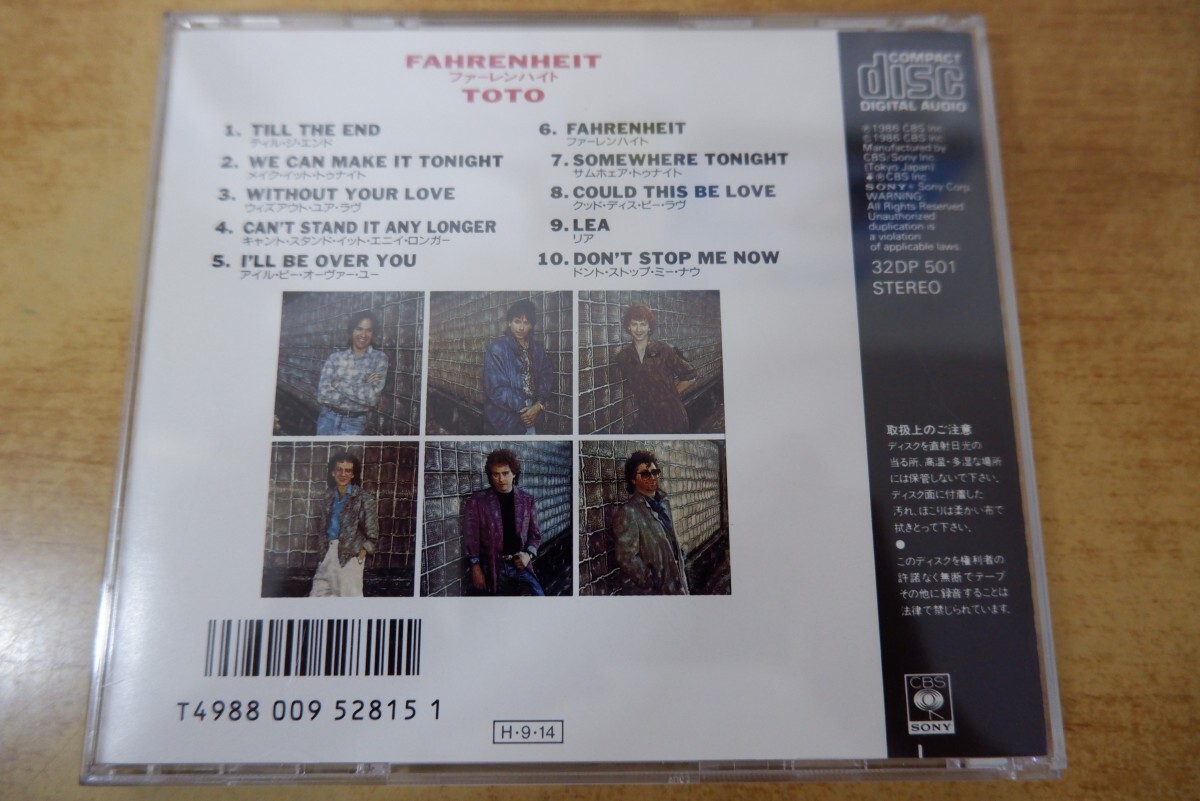 FAHRENHEIT
ファーレンハイト
TOTO
1. TILL THE END
ティル・ジ・エンド
2. WE CAN MAKE IT TONIGHT
メイク・イット・トゥナイト
3. WITHOUT YOUR LOVE
ウィズアウト・ユア・ラヴ
4. CAN'T STAND IT ANY LONGER
キャント・スタンド・イット・エニイ・ロンガー
5. I'LL BE OVER YOU
アイル・ビー・オーヴァー・ユー
6. FAHRENHEIT
ファーレンハイト
7. SOMEWHERE TONIGHT
サムホェア・トゥナイト
8. COULD THIS BE LOVE
クッド・ディス・ビー・ラヴ
9. LEA
リア
10. DON'T STOP ME NOW
ドント・ストップ・ミー・ナウ
T4988 009 52815 1
H・9・14
COMPACT
disc
DIGITAL AUDIO
℗1986 CBS Inc.
©1986 CBS Inc.
Manufactured by
CBS/Sony Inc.
(Tokyo Japan)
®CBS Inc.
SONY® Sony Corp.
WARNING:
All Rights Reserved.
Unauthorized
duplication is
a violation
of applicable laws.
32DP 501
STEREO
取扱上のご注意
ディスクを直射日光の
当る所、高温・多湿な場所
には保管しないで下さい。
ディスク面に付着した
汚れ、ほこりは柔かい布で
拭きとって下さい。
●
このディスクを権利者の
許諾なく無断でテープ
その他に録音することは
法律で禁じられています。
CBS
SONY